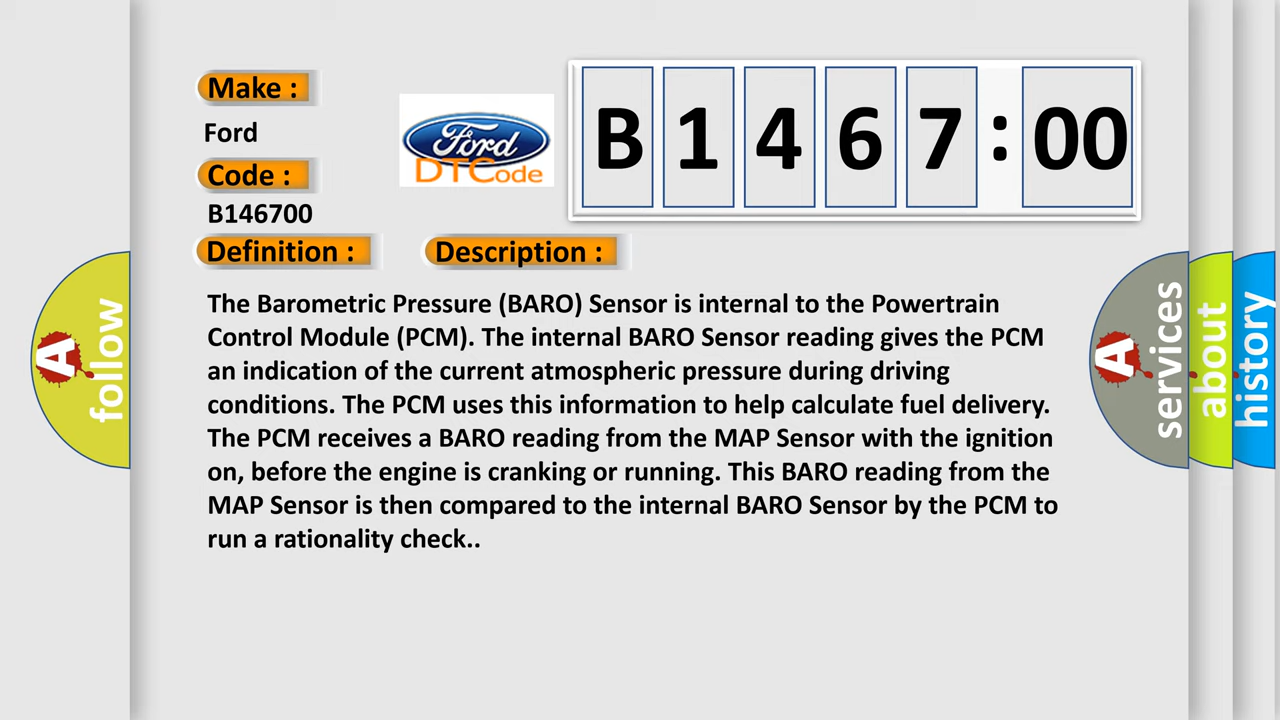 Make :
Ford
Code :
B146700
Ford
DTCode
B1467:00
Definition :
Description :
The Barometric Pressure (BARO) Sensor is internal to the Powertrain
Control Module (PCM). The internal BARO Sensor reading gives the PCM
an indication of the current atmospheric pressure during driving
conditions. The PCM uses this information to help calculate fuel delivery.
The PCM receives a BARO reading from the MAP Sensor with the ignition
on, before the engine is cranking or running. This BARO reading from the
MAP Sensor is then compared to the internal BARO Sensor by the PCM to
run a rationality check..
A
follow
A
services
about
history